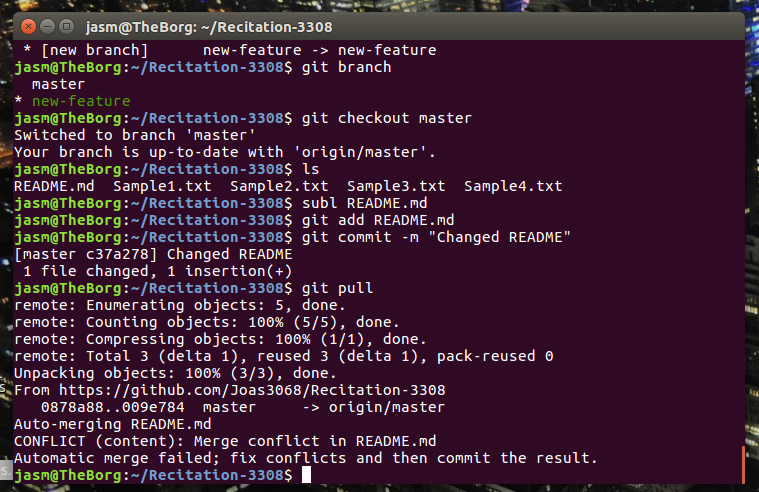 jasm@TheBorg: ~/Recitation-3308
 * [new branch]      new-feature -> new-feature
jasm@TheBorg:~/Recitation-3308$ git branch
  master
* new-feature
jasm@TheBorg:~/Recitation-3308$ git checkout master
Switched to branch 'master'
Your branch is up-to-date with 'origin/master'.
jasm@TheBorg:~/Recitation-3308$ ls
README.md  Sample1.txt  Sample2.txt  Sample3.txt  Sample4.txt
jasm@TheBorg:~/Recitation-3308$ subl README.md
jasm@TheBorg:~/Recitation-3308$ git add README.md
jasm@TheBorg:~/Recitation-3308$ git commit -m "Changed README"
[master c37a278] Changed README
 1 file changed, 1 insertion(+)
jasm@TheBorg:~/Recitation-3308$ git pull
remote: Enumerating objects: 5, done.
remote: Counting objects: 100% (5/5), done.
remote: Compressing objects: 100% (1/1), done.
remote: Total 3 (delta 1), reused 3 (delta 1), pack-reused 0
Unpacking objects: 100% (3/3), done.
From https://github.com/Joas3068/Recitation-3308
   0878a88..009e784  master     -> origin/master
Auto-merging README.md
CONFLICT (content): Merge conflict in README.md
Automatic merge failed; fix conflicts and then commit the result.
jasm@TheBorg:~/Recitation-3308$